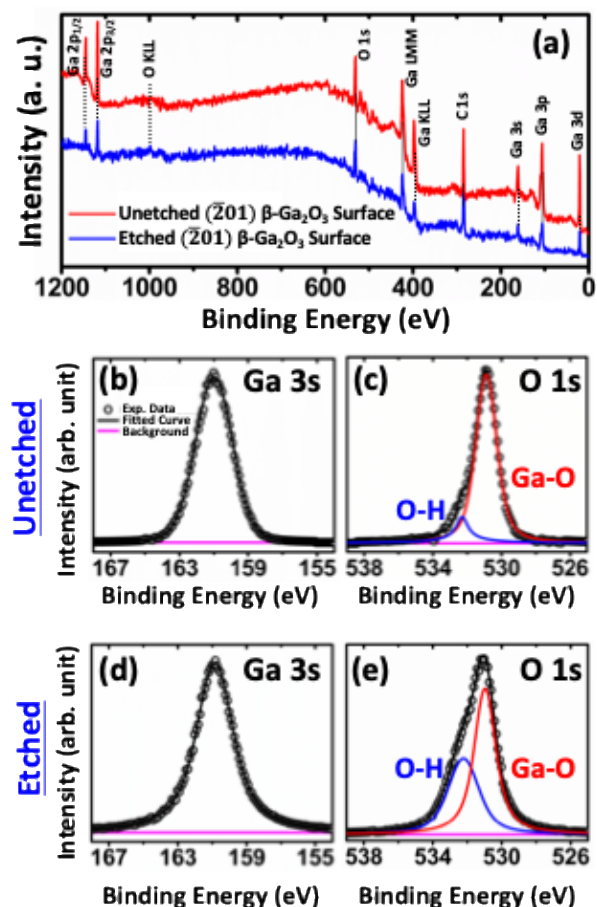 (a)
Ga 2p1/2
Ga 2p3/2
O KLL
O 1s
Ga LMM
Ga KLL
C 1s
Ga 3s
Ga 3p
Ga 3d
Intensity (a. u.)
Unetched (2̄01) β-Ga₂O₃ Surface
Etched (2̄01) β-Ga₂O₃ Surface
1200 1000 800 600 400 200 0
Binding Energy (eV)
Unetched
Intensity (arb. unit)
(b) Ga 3s
Exp. Data
Fitted Curve
Background
167 163 159 155
Binding Energy (eV)
(c) O 1s
Ga-O
O-H
538 534 530 526
Binding Energy (eV)
Etched
Intensity (arb. unit)
(d) Ga 3s
167 163 159 155
Binding Energy (eV)
(e) O 1s
O-H
Ga-O
538 534 530 526
Binding Energy (eV)